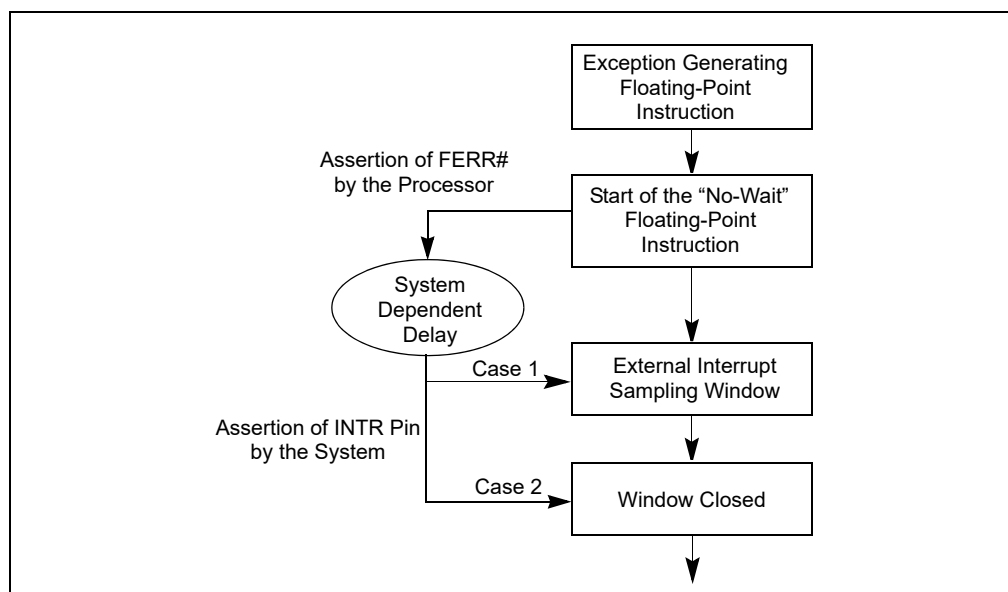 Exception Generating
Floating-Point
Instruction
Assertion of FERR#
by the Processor
Start of the “No-Wait”
Floating-Point
Instruction
System
Dependent
Delay
Case 1
External Interrupt
Sampling Window
Assertion of INTR Pin
by the System
Case 2
Window Closed